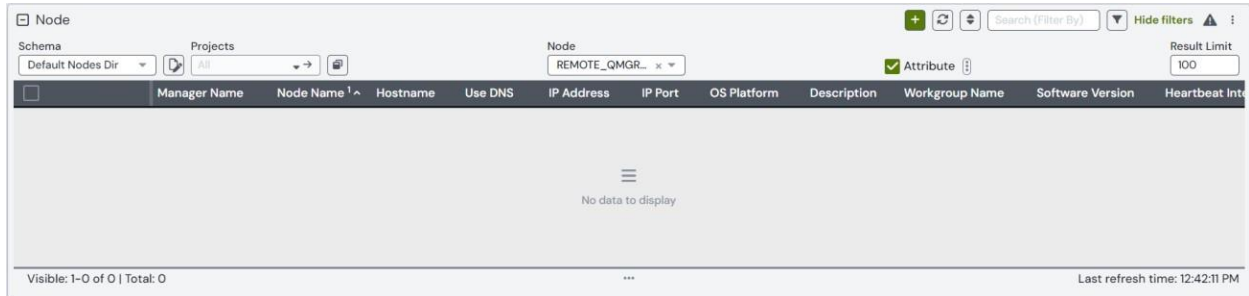 Node
Search (Filter By)
Hide filters
Schema
Projects
Node
Result Limit
Default Nodes Dir
All
REMOTE_QMGR...
Attribute
100
Manager Name Node Name 1 Hostname Use DNS IP Address IP Port OS Platform Description Workgroup Name Software Version Heartbeat Inte
No data to display
Visible: 1-0 of 0 | Total: 0
...
Last refresh time: 12:42:11 PM